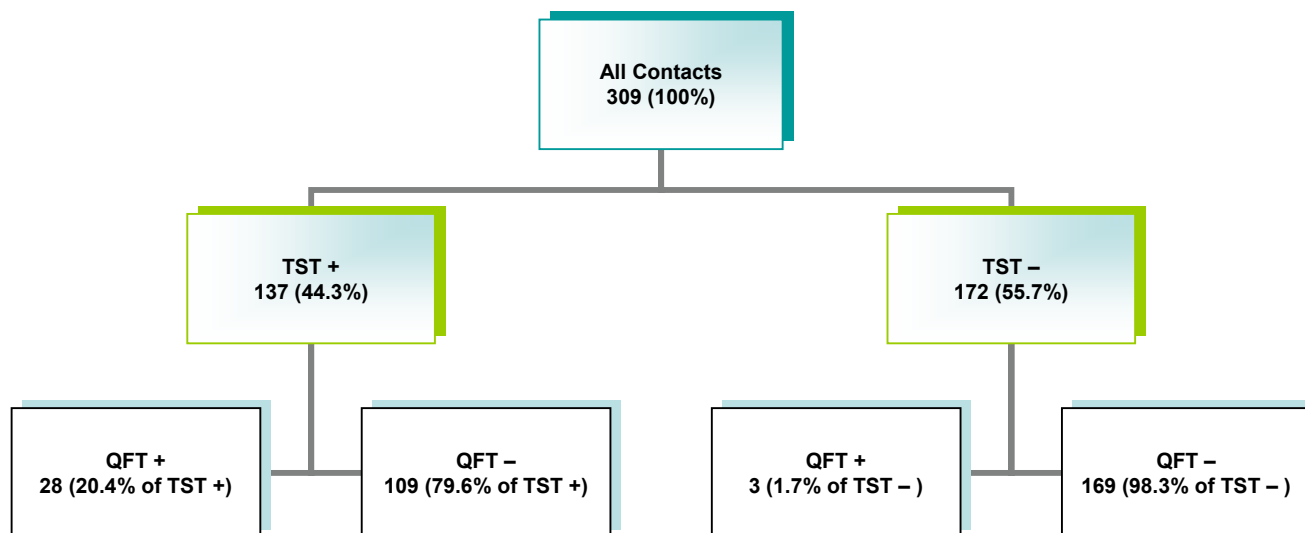 All Contacts
309 (100%)
TST +
137 (44.3%)
TST –
172 (55.7%)
QFT +
28 (20.4% of TST +)
QFT –
109 (79.6% of TST +)
QFT +
3 (1.7% of TST – )
QFT –
169 (98.3% of TST – )